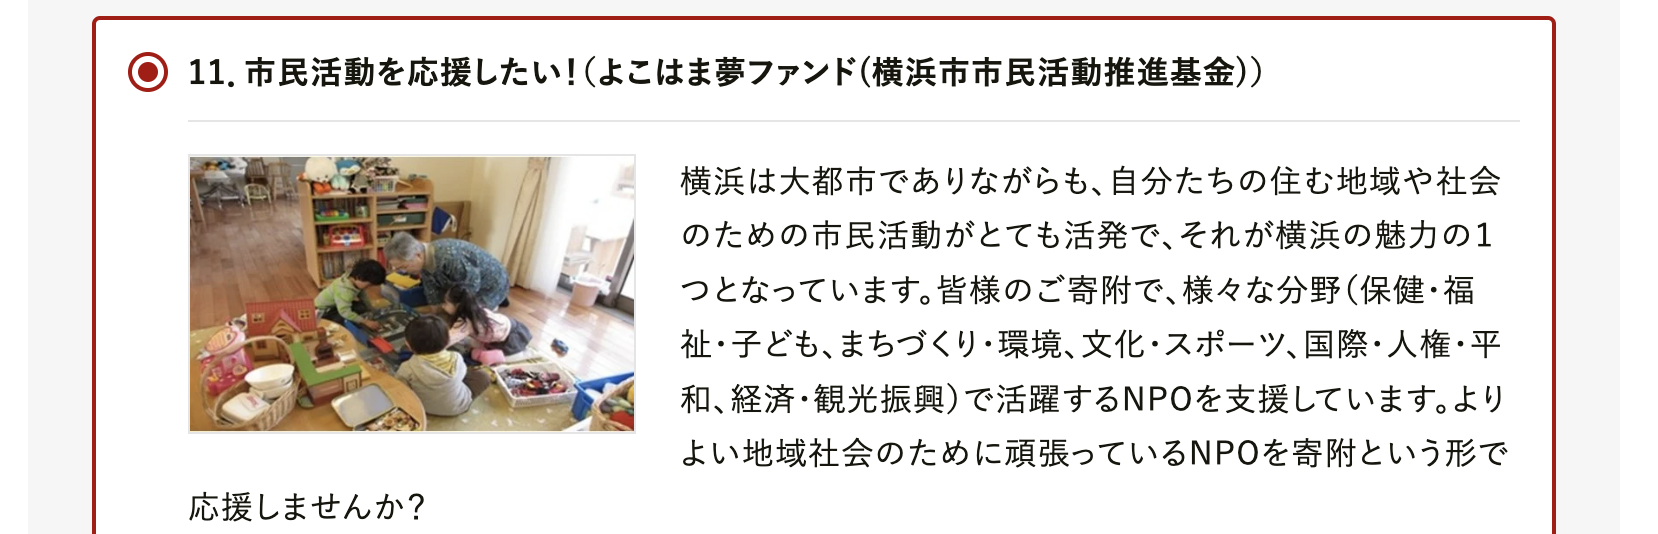 11. 市民活動を応援したい！（よこはま夢ファンド(横浜市市民活動推進基金)）
横浜は大都市でありながらも、自分たちの住む地域や社会
のための市民活動がとても活発で、それが横浜の魅力の1
つとなっています。皆様のご寄附で、様々な分野（保健・福
祉・子ども、まちづくり・環境、文化・スポーツ、国際・人権・平
和、経済・観光振興）で活躍するNPOを支援しています。より
よい地域社会のために頑張っているNPOを寄附という形で
応援しませんか？